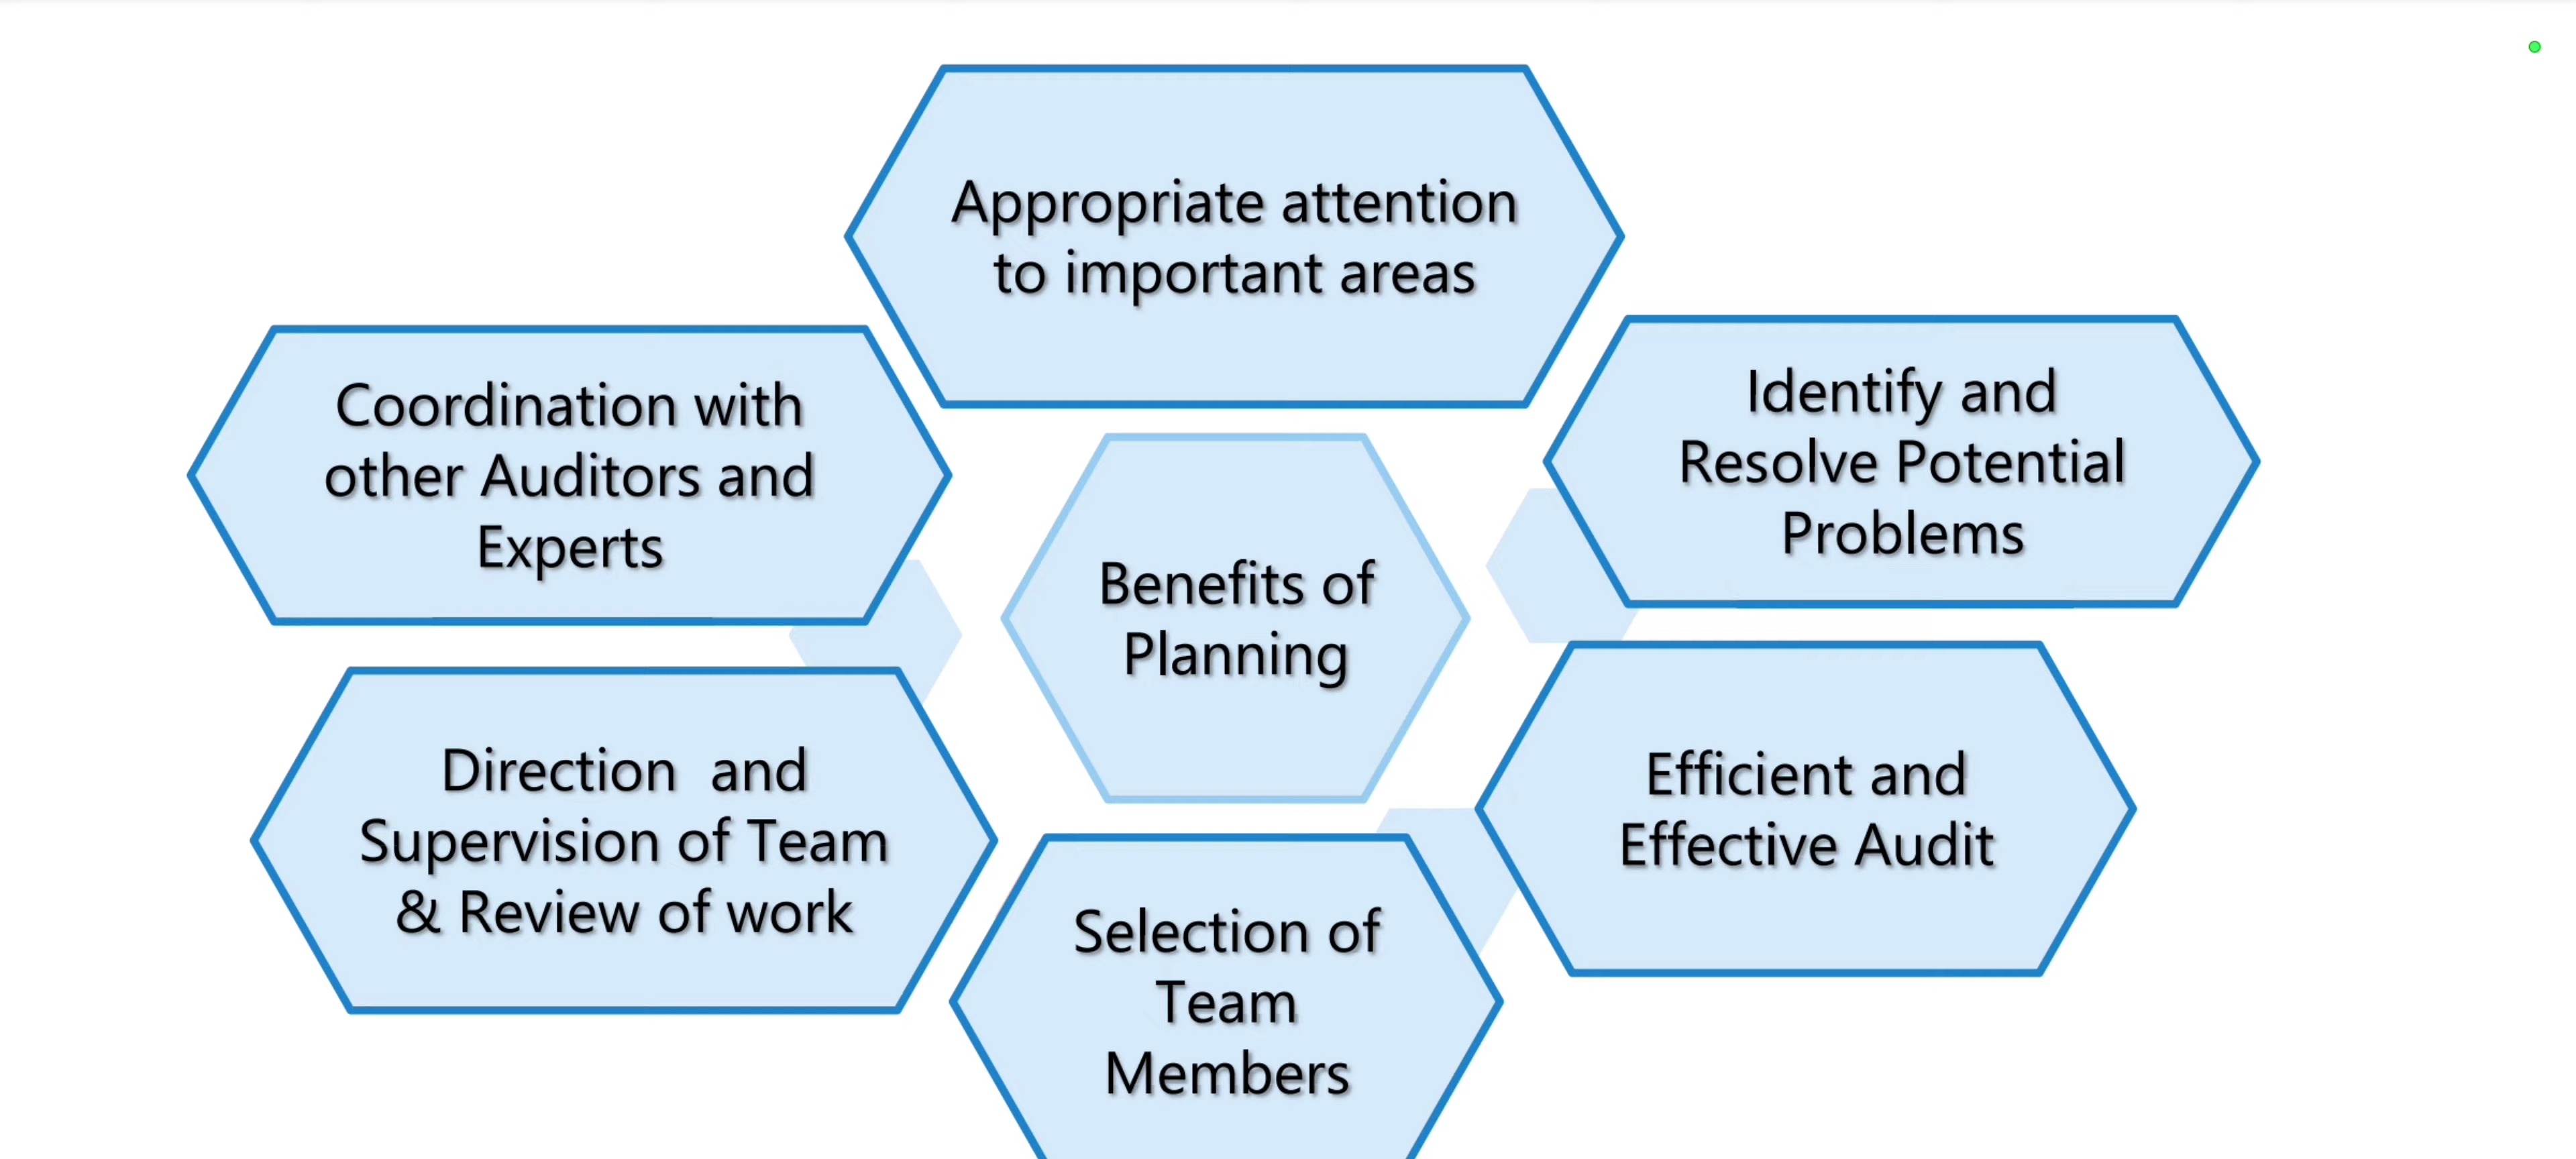 Appropriate attention
to important areas
Identify and
Resolve Potential
Problems
Efficient and
Effective Audit
Selection of
Team
Members
Direction  and
Supervision of Team
& Review of work
Coordination with
other Auditors and
Experts
Benefits of
Planning